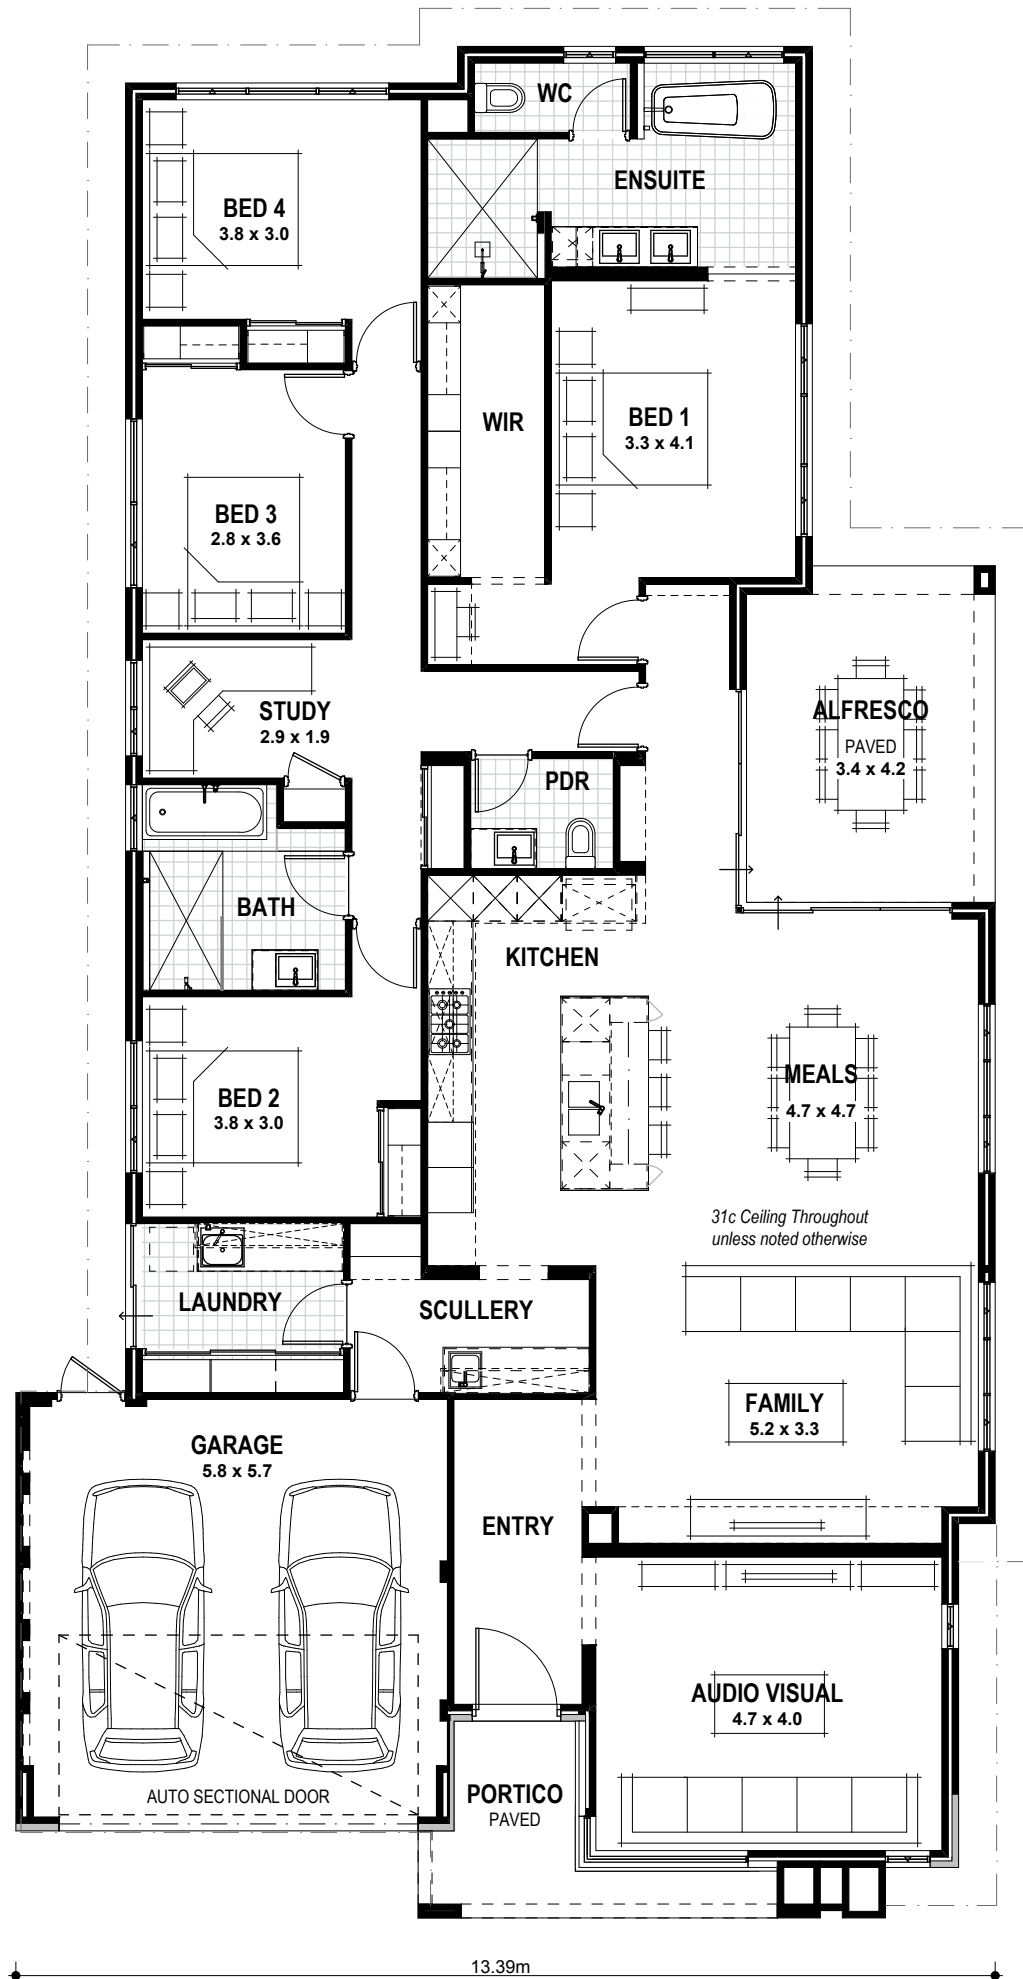 WC
ENSUITE
BED 4
3.8 x 3.0
WIR
BED 1
3.3 x 4.1
BED 3
2.8 x 3.6
STUDY
2.9 x 1.9
ALFRESCO
PAVED
3.4 x 4.2
PDR
BATH
KITCHEN
MEALS
4.7 x 4.7
BED 2
3.8 x 3.0
31c Ceiling Throughout
unless noted otherwise
LAUNDRY
SCULLERY
FAMILY
5.2 x 3.3
GARAGE
5.8 x 5.7
ENTRY
AUDIO VISUAL
4.7 x 4.0
AUTO SECTIONAL DOOR
PORTICO
PAVED
13.39m